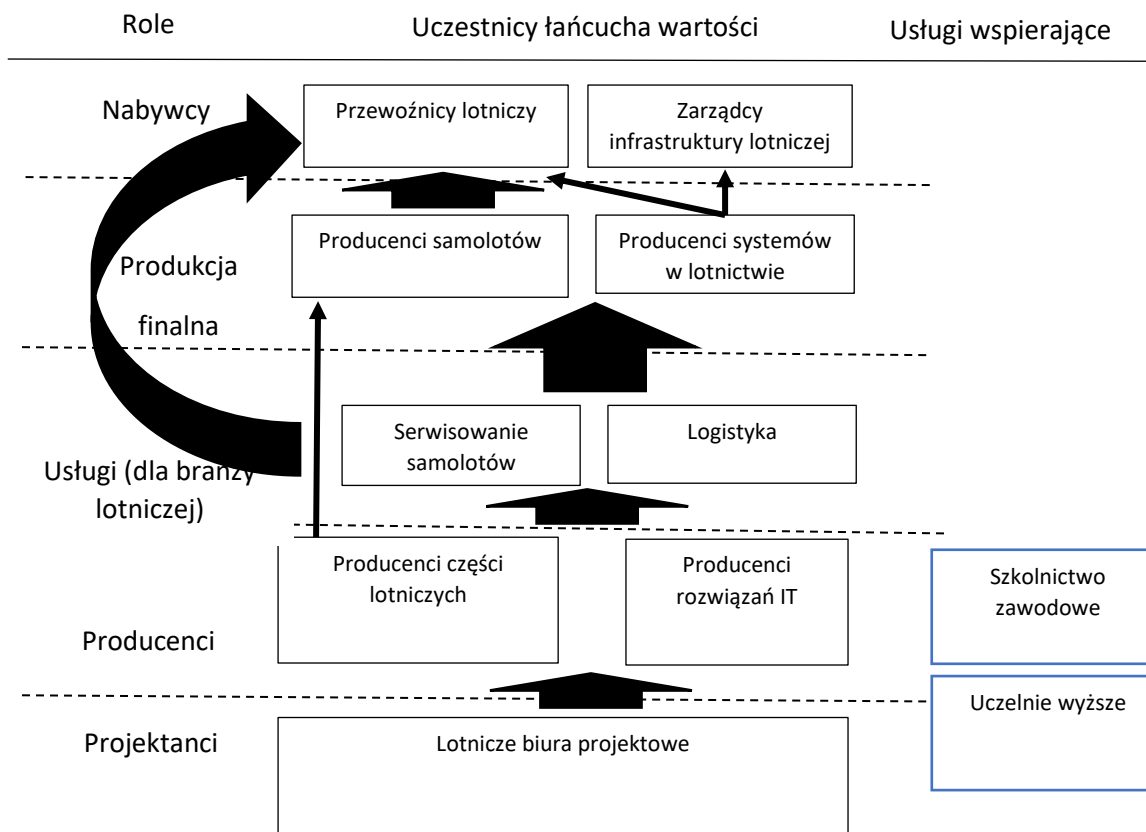 Role
Uczestnicy łańcucha wartości
Usługi wspierające
Nabywcy
Przewoźnicy lotniczy
Zarządcy
infrastruktury lotniczej
Produkcja
finalna
Producenci samolotów
Producenci systemów
w lotnictwie
Usługi (dla branży
lotniczej)
Serwisowanie
samolotów
Logistyka
Producenci
Producenci części
lotniczych
Producenci
rozwiązań IT
Szkolnictwo
zawodowe
Projektanci
Lotnicze biura projektowe
Uczelnie wyższe